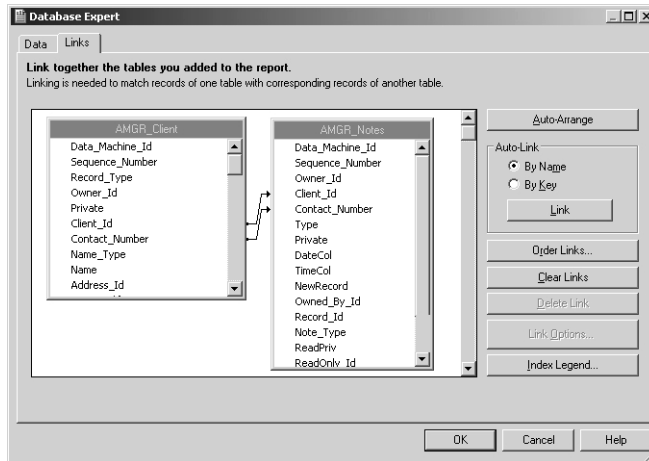 Database Expert
Data
Links
Link together the tables you added to the report.
Linking is needed to match records of one table with corresponding records of another table.
AMGR_Client
Data_Machine_Id
Sequence_Number
Record_Type
Owner_Id
Private
Client_Id
Contact_Number
Name_Type
Name
Address_Id
AMGR_Notes
Data_Machine_Id
Sequence_Number
Owner_Id
Client_Id
Contact_Number
Type
Private
DateCol
TimeCol
NewRecord
Owned_By_Id
Record_Id
Note_Type
ReadPriv
ReadOnly_Id
Auto-Arrange
Auto-Link
By Name
By Key
Link
Order Links...
Clear Links
Delete Link
Link Options...
Index Legend...
OK
Cancel
Help